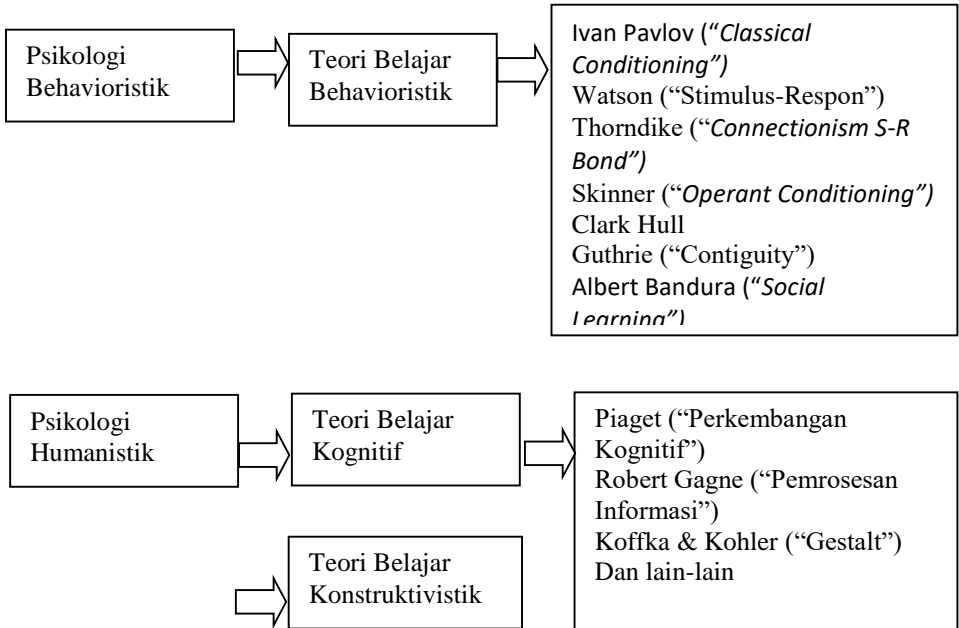 Psikologi
Behavioristik
Teori Belajar
Behavioristik
Ivan Pavlov (“Classical
Conditioning”)
Watson (“Stimulus-Respon”)
Thorndike (“Connectionism S-R
Bond”)
Skinner (“Operant Conditioning”)
Clark Hull
Guthrie (“Contiguity”)
Albert Bandura (“Social
Learning”)
Psikologi
Humanistik
Teori Belajar
Kognitif
Piaget (“Perkembangan
Kognitif”)
Robert Gagne (“Pemrosesan
Informasi”)
Koffka & Kohler (“Gestalt”)
Dan lain-lain
Teori Belajar
Konstruktivistik